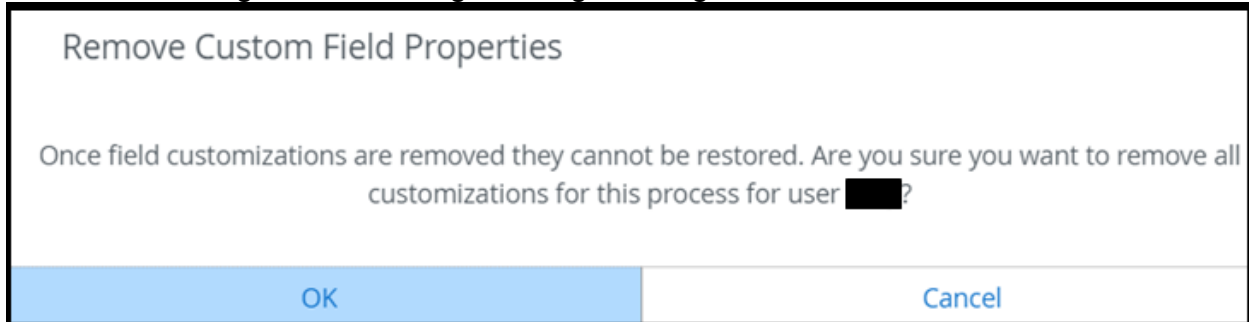 Remove Custom Field Properties
Once field customizations are removed they cannot be restored. Are you sure you want to remove all
customizations for this process for user ?
OK
Cancel